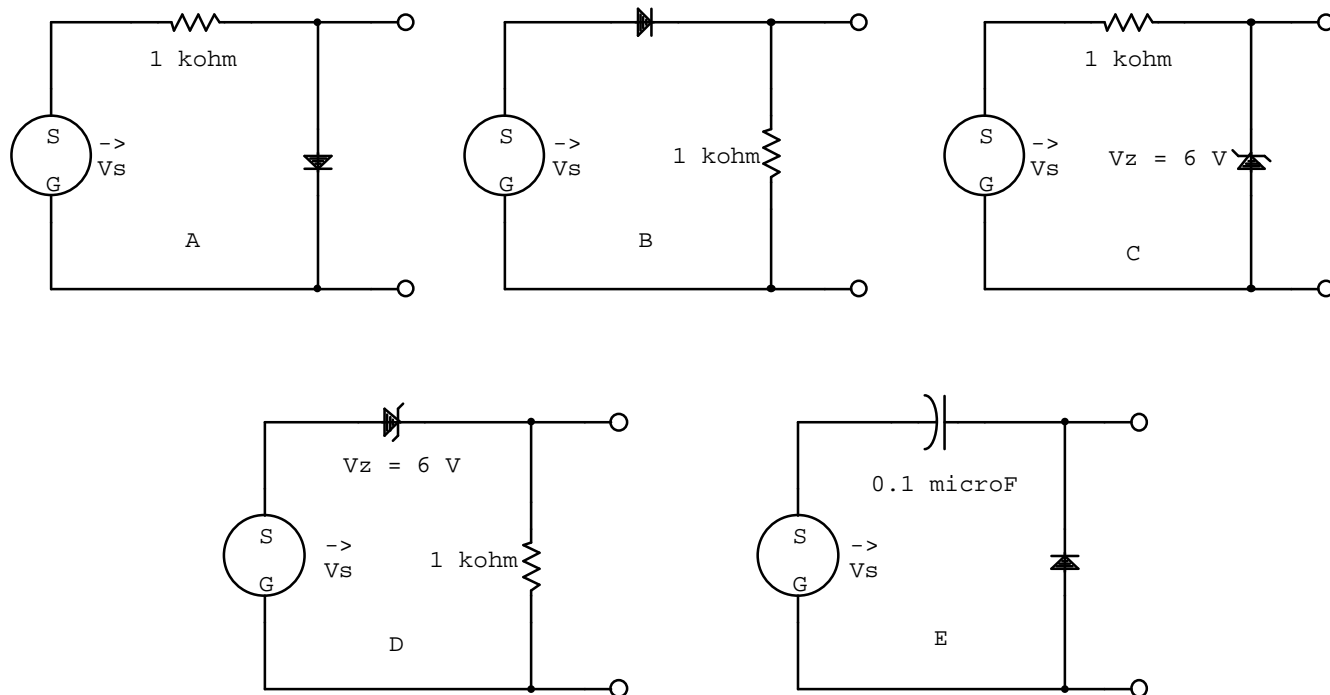 1 kohm
S
->
Vs
G
A
1 kohm
S
->
Vs
G
B
1 kohm
S
->
Vs
G
Vz = 6 V
C
Vz = 6 V
S
->
Vs
G
1 kohm
D
0.1 microF
S
->
Vs
G
E